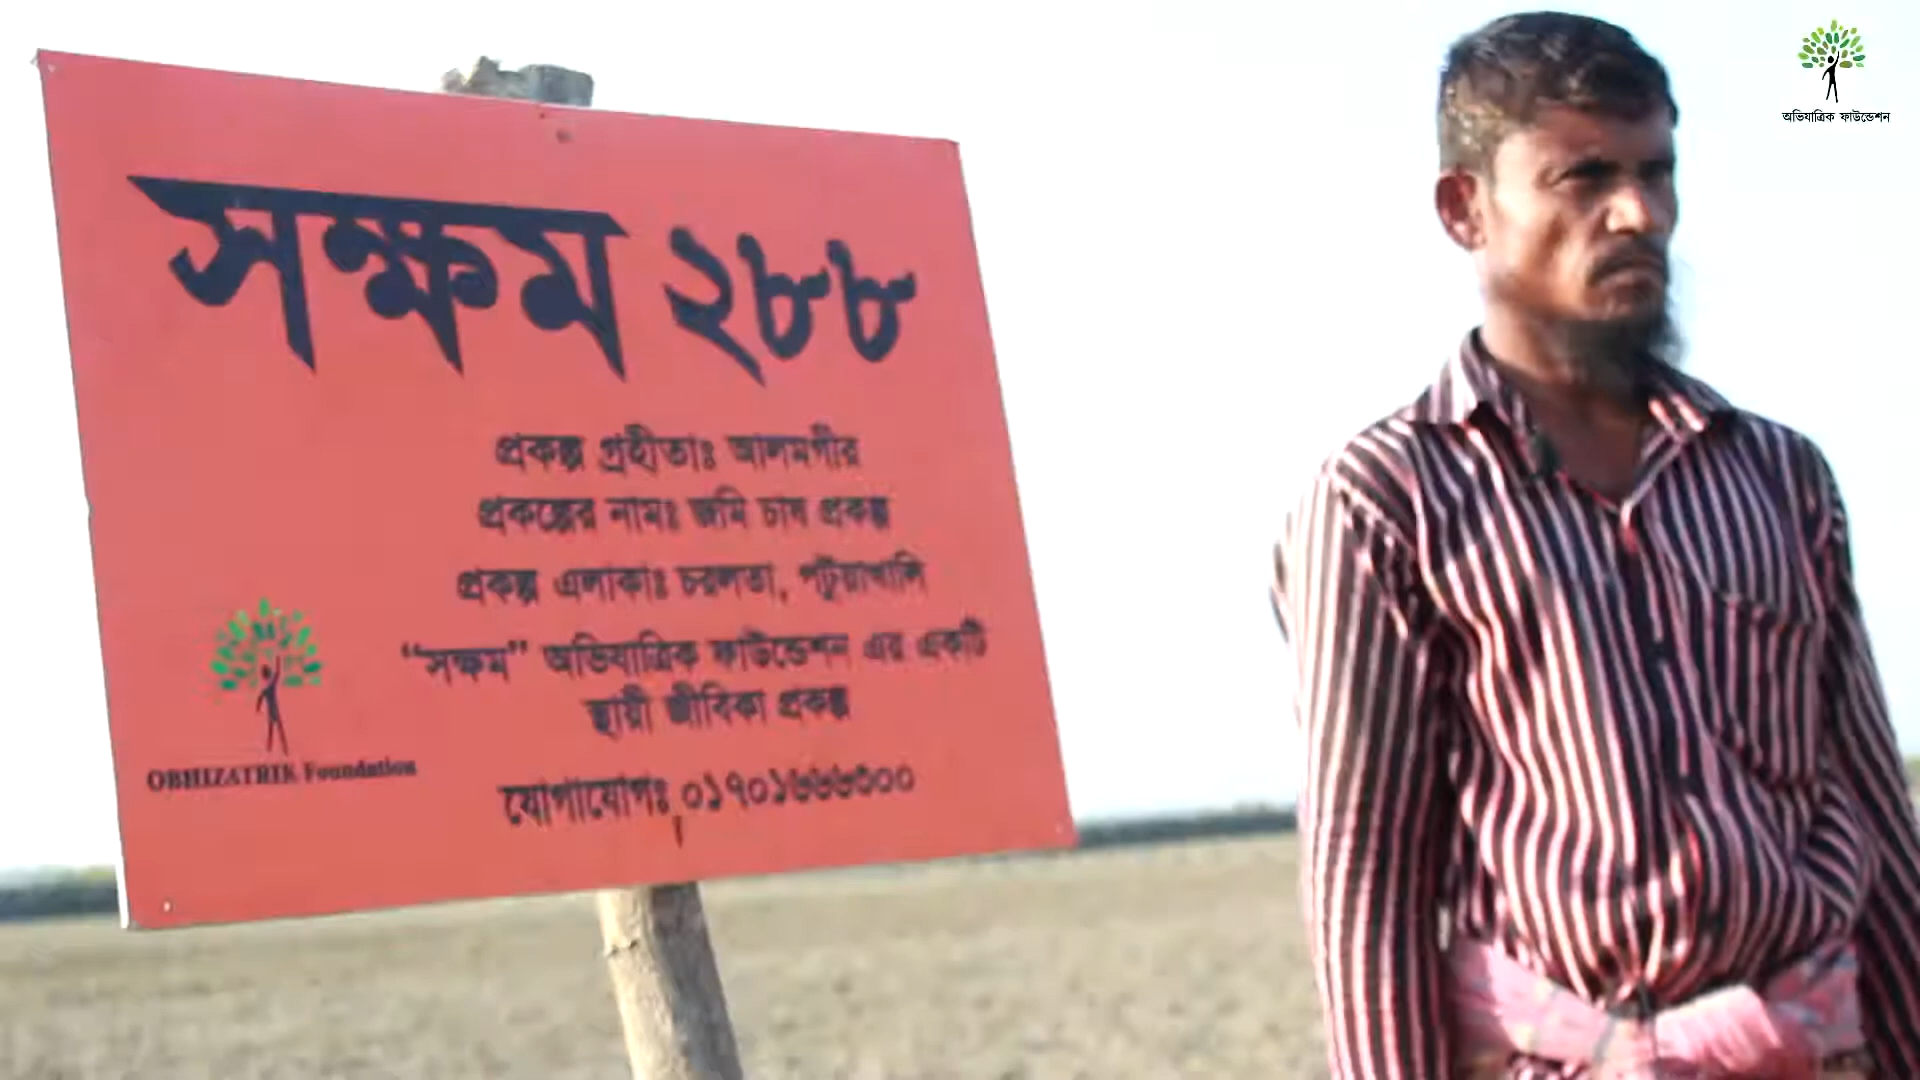 সক্ষম ২৮৮
প্রকল্প গ্রহীতাঃ আলমগীর
প্রকল্পের নামঃ জমি চাষ প্রকল্প
প্রকল্প এলাকাঃ চরলতা, পটুয়াখালি
“সক্ষম” অভিযাত্রিক ফাউন্ডেশন এর একটি
স্থায়ী জীবিকা প্রকল্প
OBHIZATRIK Foundation
যোগাযোগঃ ০১৭০১৬৬৬৩০০
অভিযাত্রিক ফাউন্ডেশন